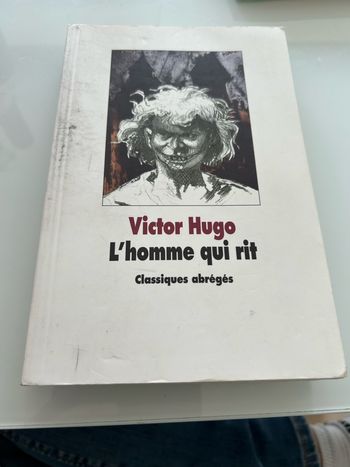 Victor Hugo
L'homme qui rit
Classiques abrégés